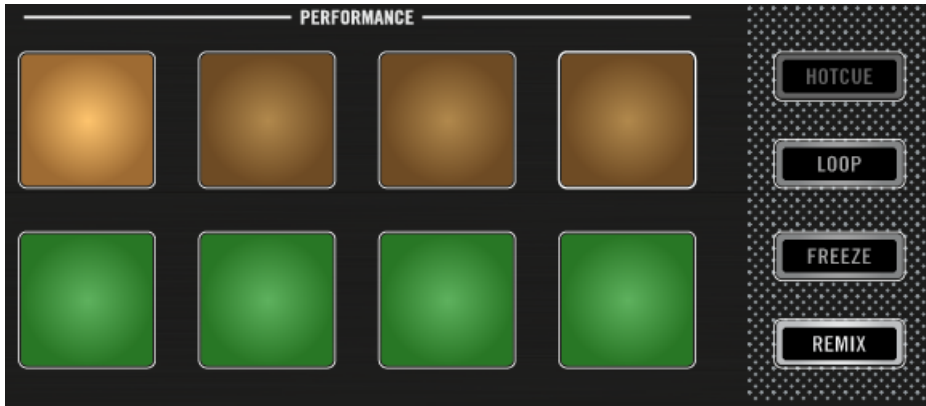 PERFORMANCE
HOTCUE
LOOP
FREEZE
REMIX